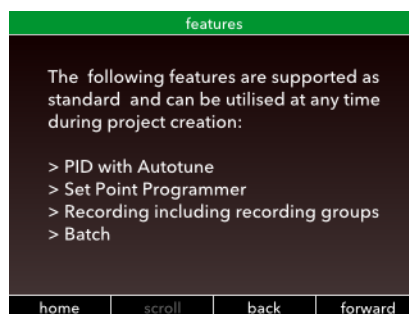 features
The following features are supported as
standard and can be utilised at any time
during project creation:
> PID with Autotune
> Set Point Programmer
> Recording including recording groups
> Batch
home scroll back forward